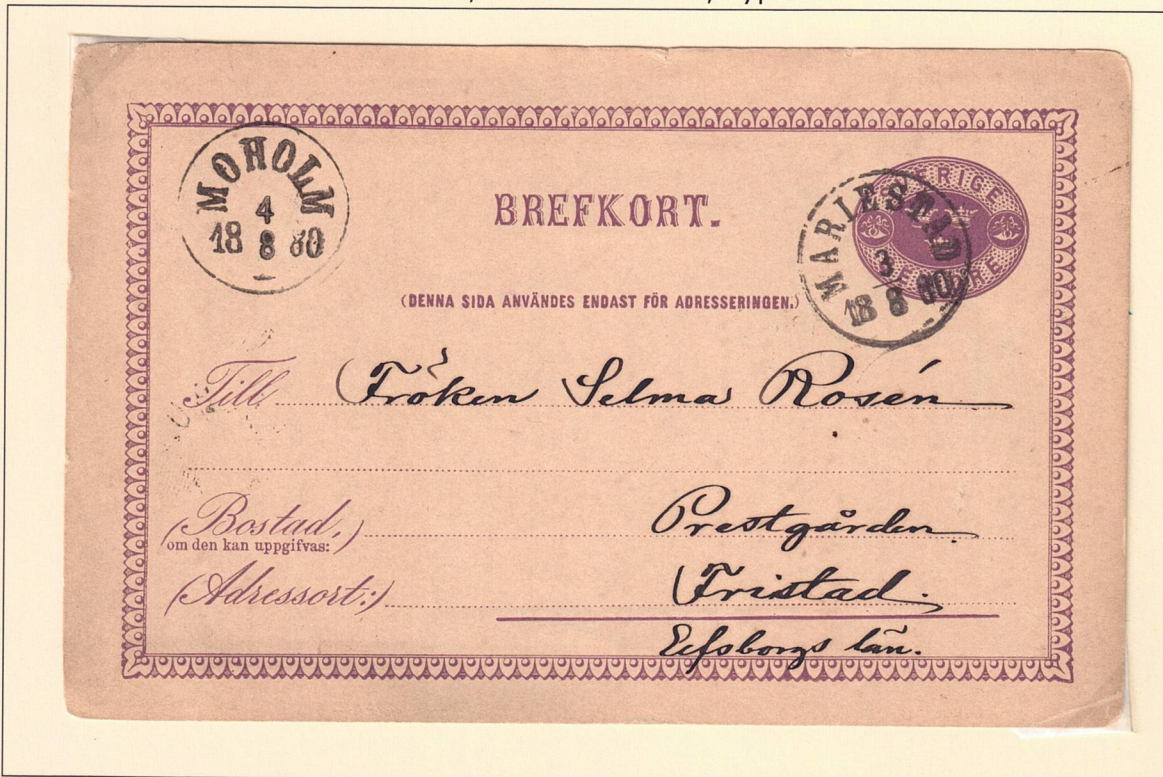 MOHOLM
4
18 8 80
BREFKORT.
SVERIGE
MARIESTAD
3
18 8 80
(DENNA SIDA ANVÄNDES ENDAST FÖR ADRESSERINGEN.)
Till Fröken Selma Rosén
(Bostad,) Prestgården.
om den kan uppgifvas:
(Adressort:) Fristad.
Elfsborgs län.